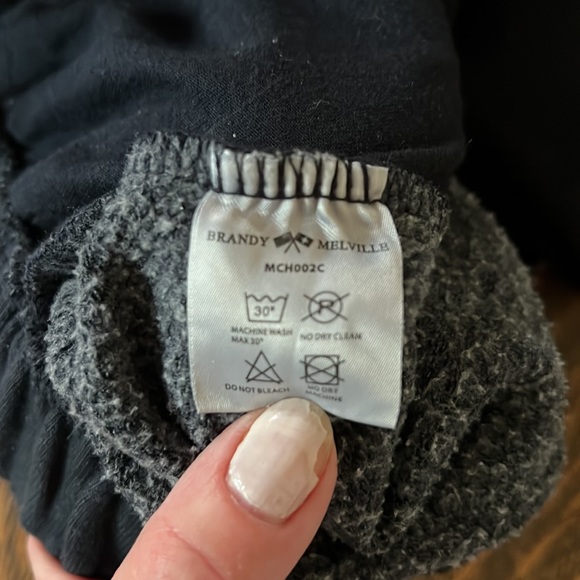 BRANDY MELVILLE
MCH002C
30° P
MACHINE WASH NO DRY CLEAN
MAX 30°
DO NOT BLEACH NO DRY
MACHINE